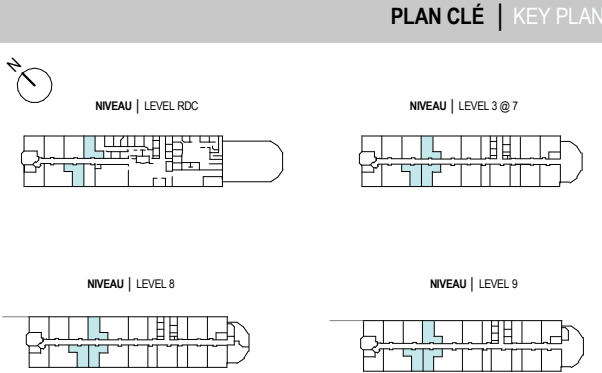 PLAN CLÉ | KEY PLAN
N
NIVEAU | LEVEL RDC
NIVEAU | LEVEL 3 @ 7
NIVEAU | LEVEL 8
NIVEAU | LEVEL 9